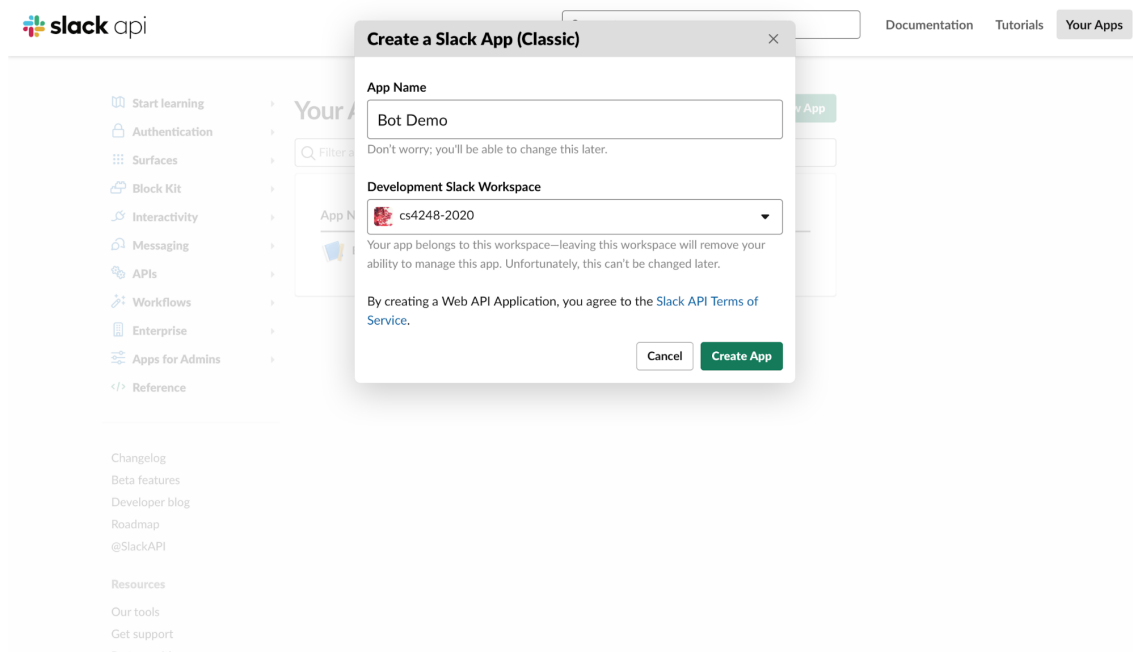 slack api
Documentation
Tutorials
Your Apps
Create a Slack App (Classic)
App Name
Bot Demo
Don't worry; you'll be able to change this later.
Development Slack Workspace
cs4248-2020
Your app belongs to this workspace—leaving this workspace will remove your
ability to manage this app. Unfortunately, this can't be changed later.
By creating a Web API Application, you agree to the Slack API Terms of
Service.
Cancel
Create App
Start learning
Authentication
Surfaces
Block Kit
Interactivity
Messaging
APIs
Workflows
Enterprise
Apps for Admins
</> Reference
Changelog
Beta features
Developer blog
Roadmap
@SlackAPI
Resources
Our tools
Get support
Your
Filter
App
App